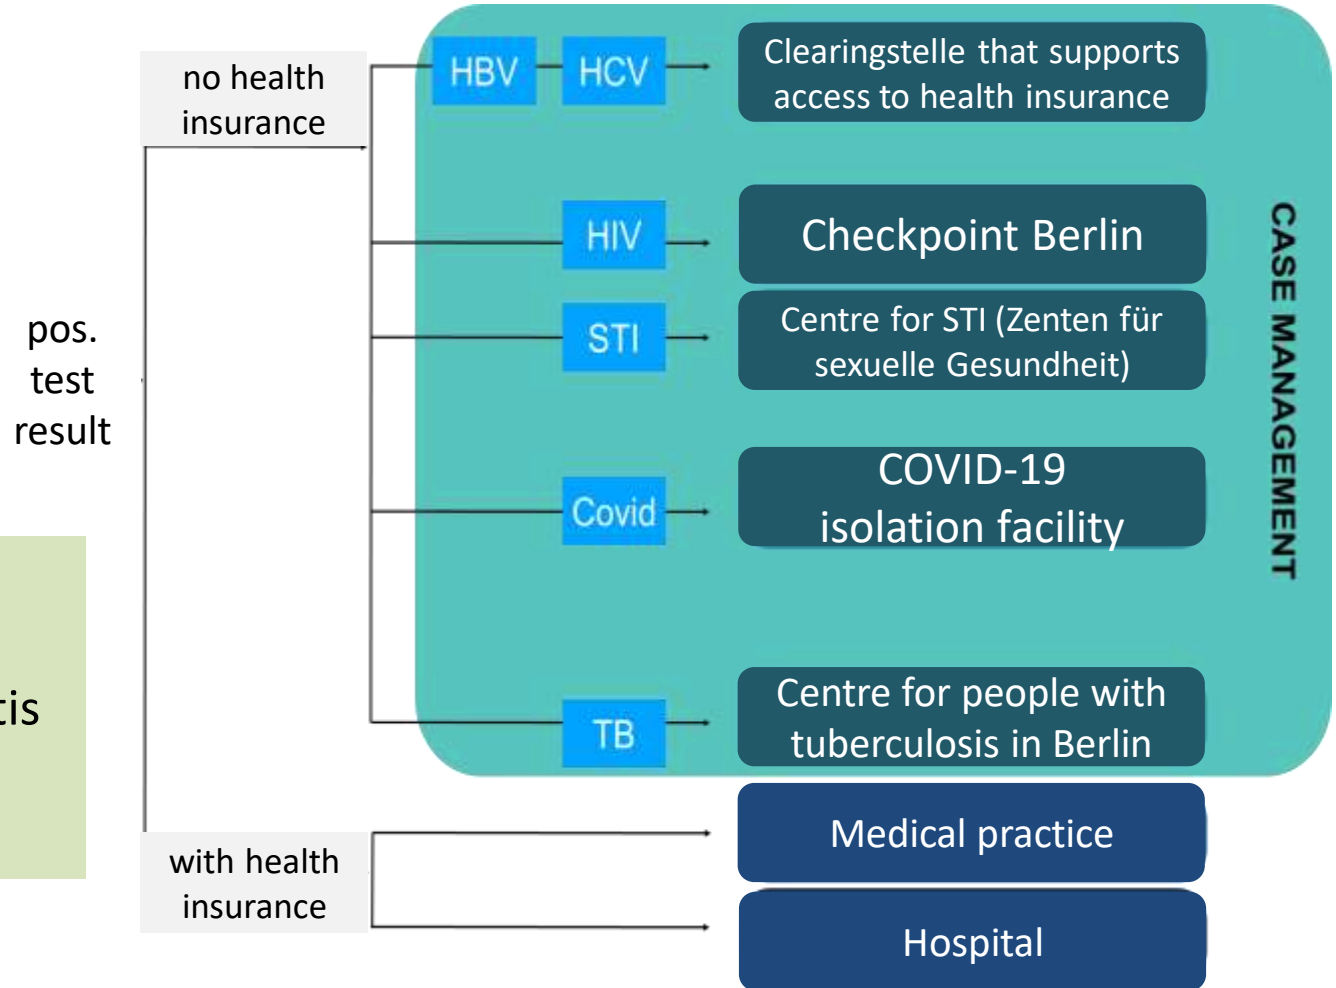 no health
insurance
HBV
HCV
Clearingstelle that supports
access to health insurance
HIV
Checkpoint Berlin
STI
Centre for STI (Zenten für
sexuelle Gesundheit)
pos.
test
result
Covid
COVID-19
isolation facility
CASE MANAGEMENT
tis
TB
Centre for people with
tuberculosis in Berlin
with health
insurance
Medical practice
Hospital